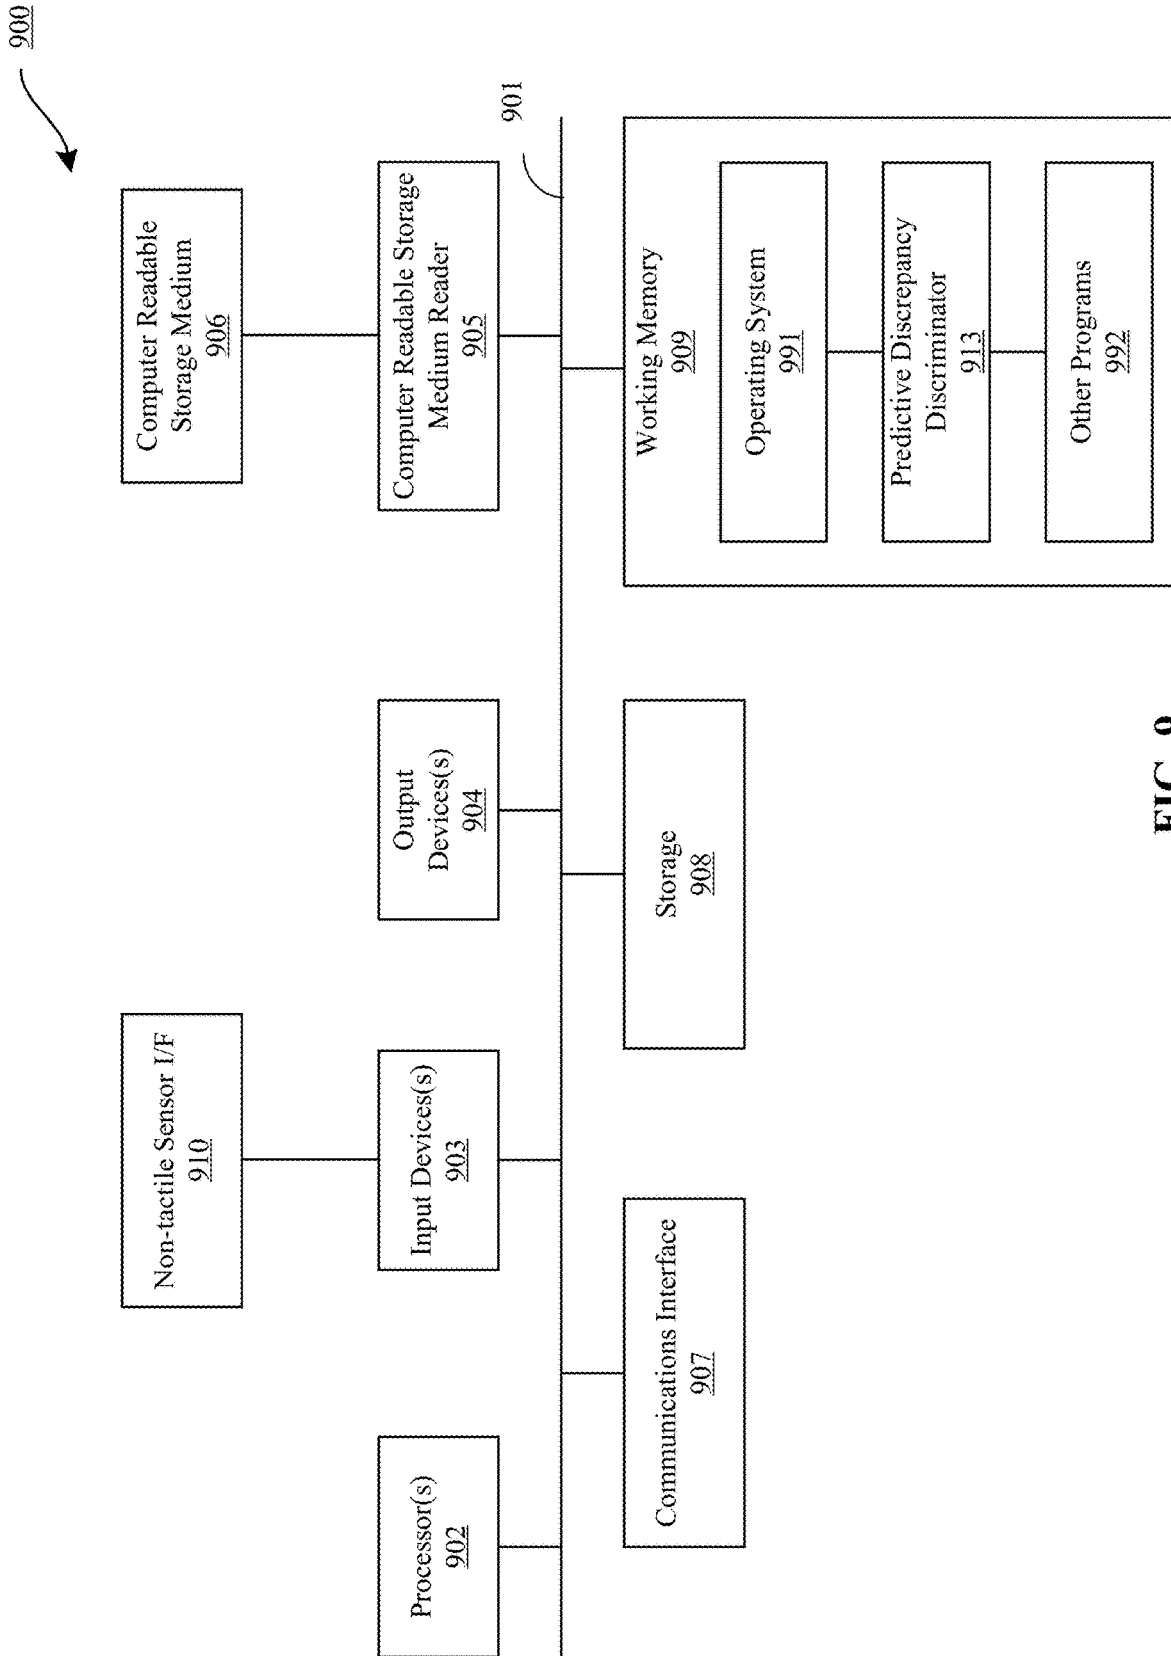 900
Non-tactile Sensor I/F
910
Computer Readable
Storage Medium
906
Processor(s)
902
Input Devices(s)
903
Output
Devices(s)
904
Computer Readable Storage
Medium Reader
905
901
Communications Interface
907
Storage
908
Working Memory
909
Operating System
991
Predictive Discrepancy
Discriminator
913
Other Programs
992
FIG. 9